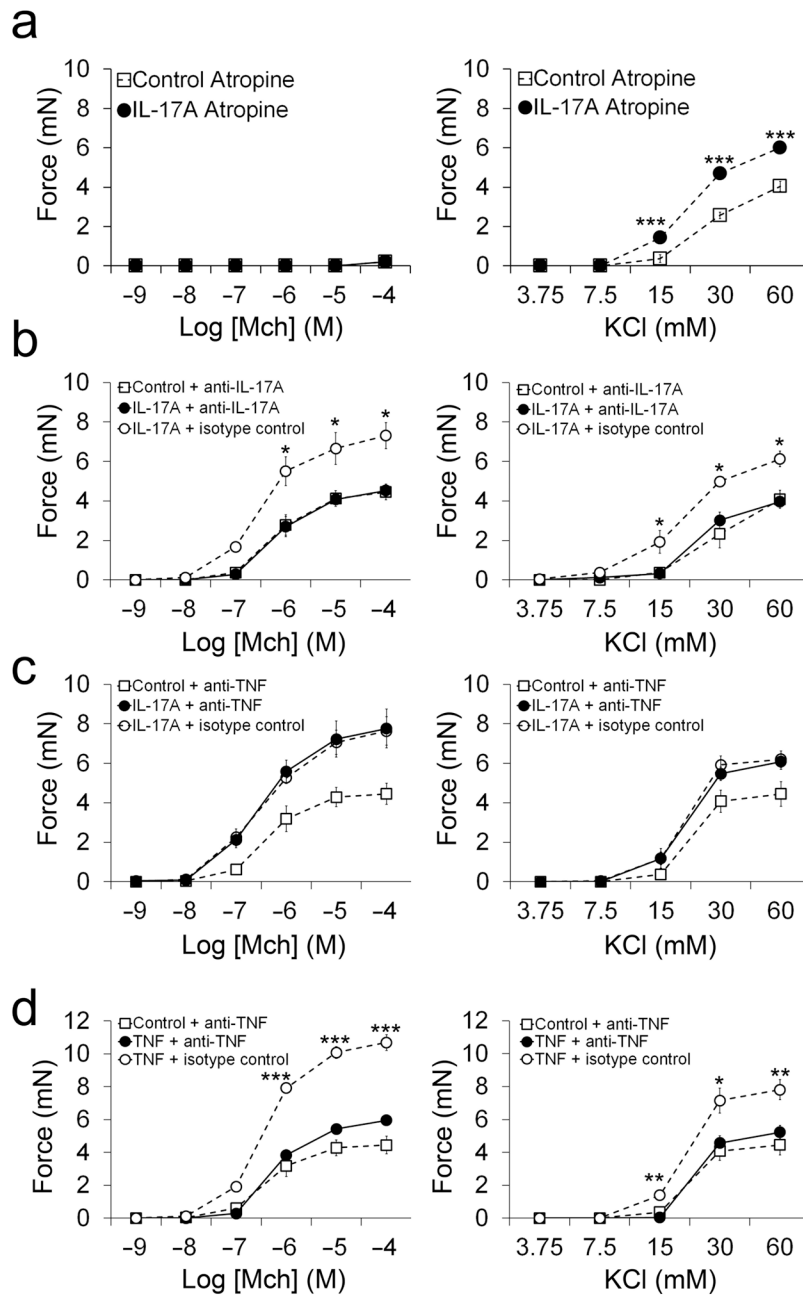 a
10
8
6
4
2
0
Force (mN)
Control Atropine
IL-17A Atropine
−9 −8 −7 −6 −5 −4
Log [Mch] (M)
10
8
6
4
2
0
Force (mN)
Control Atropine
IL-17A Atropine
*** *** ***
3.75 7.5 15 30 60
KCl (mM)
b
10
8
6
4
2
0
Force (mN)
Control + anti-IL-17A
IL-17A + anti-IL-17A
IL-17A + isotype control
* * *
−9 −8 −7 −6 −5 −4
Log [Mch] (M)
10
8
6
4
2
0
Force (mN)
Control + anti-IL-17A
IL-17A + anti-IL-17A
IL-17A + isotype control
* * *
3.75 7.5 15 30 60
KCl (mM)
c
10
8
6
4
2
0
Force (mN)
Control + anti-TNF
IL-17A + anti-TNF
IL-17A + isotype control
−9 −8 −7 −6 −5 −4
Log [Mch] (M)
10
8
6
4
2
0
Force (mN)
Control + anti-TNF
IL-17A + anti-TNF
IL-17A + isotype control
3.75 7.5 15 30 60
KCl (mM)
d
12
10
8
6
4
2
0
Force (mN)
Control + anti-TNF
TNF + anti-TNF
TNF + isotype control
*** *** ***
−9 −8 −7 −6 −5 −4
Log [Mch] (M)
12
10
8
6
4
2
0
Force (mN)
Control + anti-TNF
TNF + anti-TNF
TNF + isotype control
** * **
3.75 7.5 15 30 60
KCl (mM)